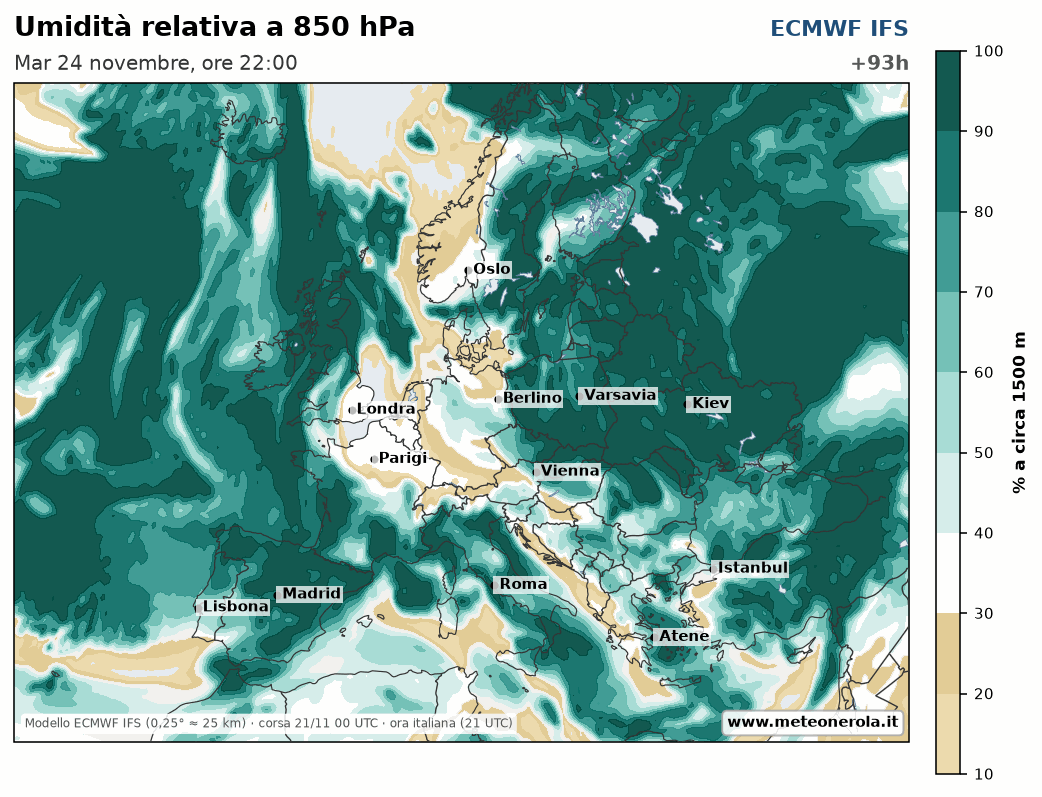 Umidità relativa a 850 hPa
ECMWF IFS
Mar 24 novembre, ore 22:00
+93h
100
90
80
70
60
50
40
30
20
10
% a circa 1500 m
Oslo
Berlino
Varsavia
Kiev
Londra
Parigi
Vienna
Istanbul
Roma
Madrid
Lisbona
Atene
Modello ECMWF IFS (0,25° ≈ 25 km) · corsa 21/11 00 UTC · ora italiana (21 UTC)
www.meteonerola.it